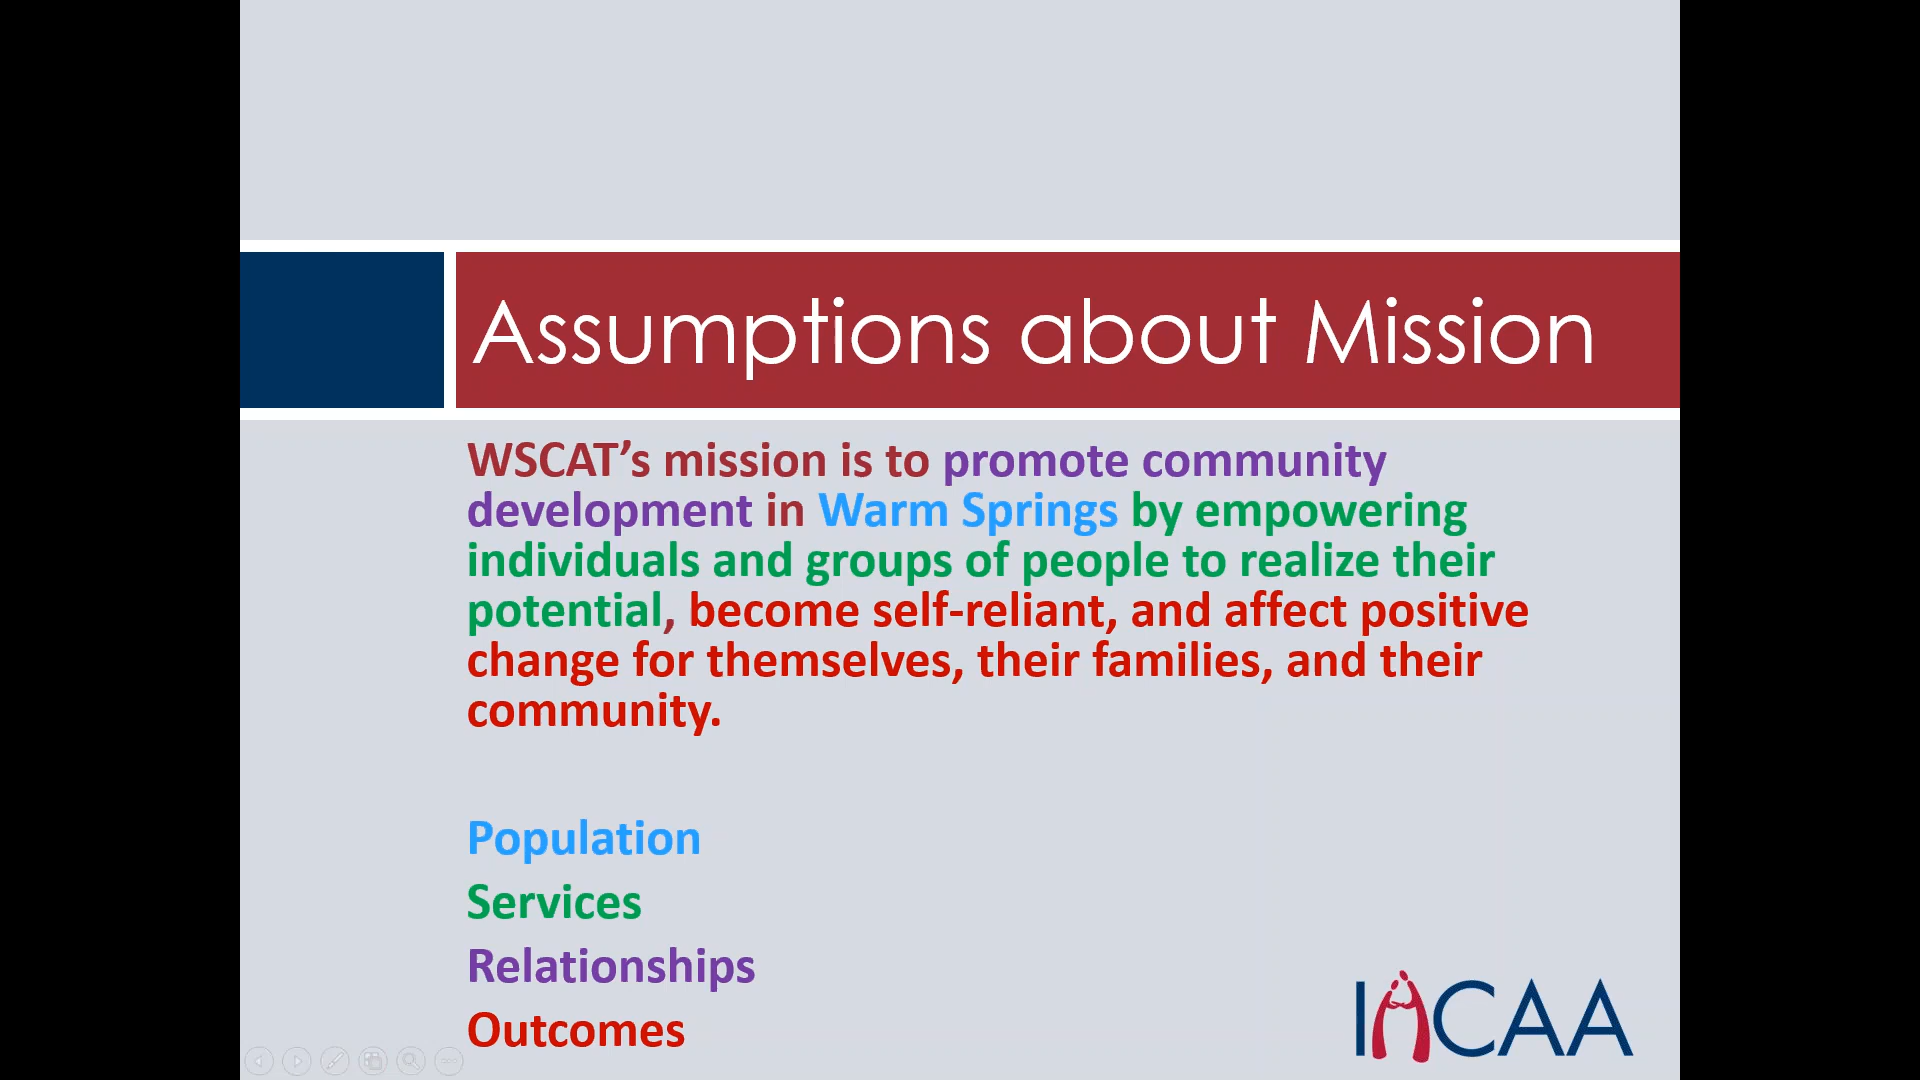 Assumptions about Mission
WSCAT’s mission is to promote community
development in Warm Springs by empowering
individuals and groups of people to realize their
potential, become self-reliant, and affect positive
change for themselves, their families, and their
community.
Population
Services
Relationships
Outcomes
INCAA